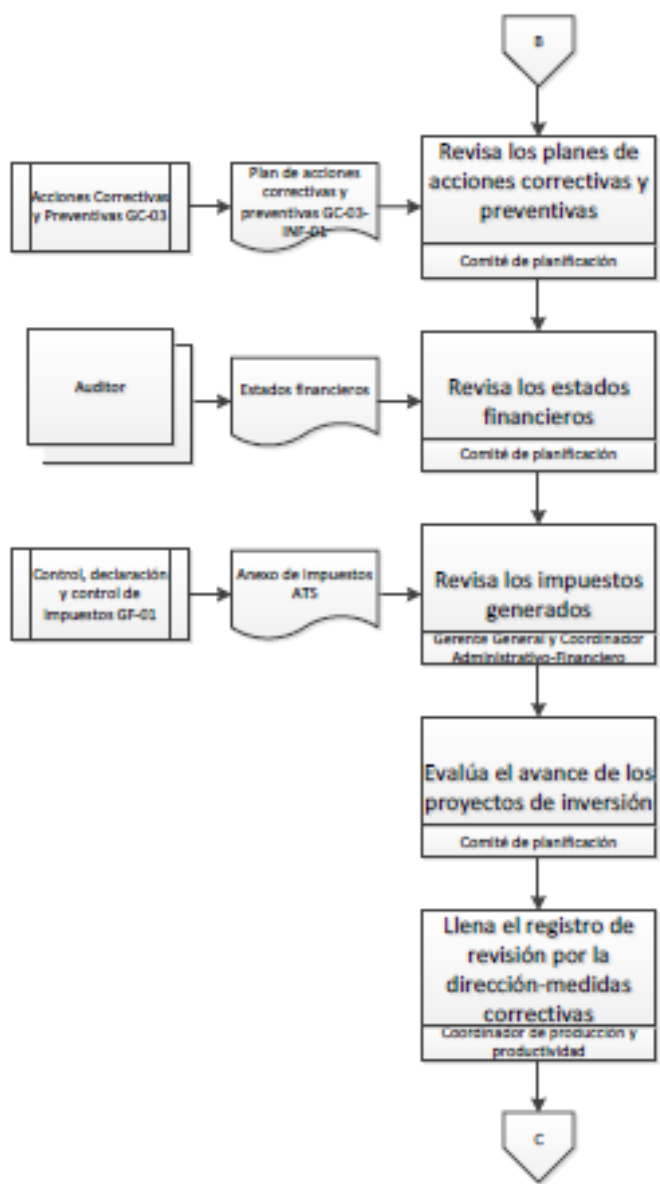 B
Acciones Correctivas
y Preventivas GC-03
Plan de acciones
correctivas y
preventivas GC-03-
INF-01
Revisa los planes de
acciones correctivas y
preventivas
Comité de planificación
Auditor
Estados financieros
Revisa los estados
financieros
Comité de planificación
Control, declaración
y control de
Impuestos GF-01
Anexo de Impuestos
ATS
Revisa los impuestos
generados
Gerente General y Coordinador
Administrativo-Financiero
Evalúa el avance de los
proyectos de inversión
Comité de planificación
Llena el registro de
revisión por la
dirección-medidas
correctivas
Coordinador de producción y
productividad
C